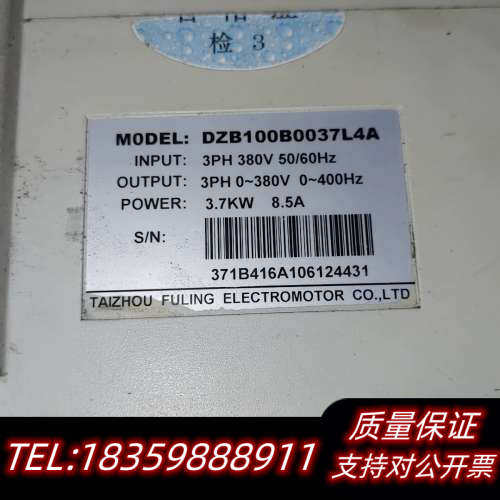 检 3
MODEL: DZB100B0037L4A
INPUT: 3PH 380V 50/60Hz
OUTPUT: 3PH 0~380V 0~400Hz
POWER: 3.7KW 8.5A
S/N:
371B416A106124431
TAIZHOU FULING ELECTROMOTOR CO.,LTD
TEL:18359888911
质量保证
支持对公开票